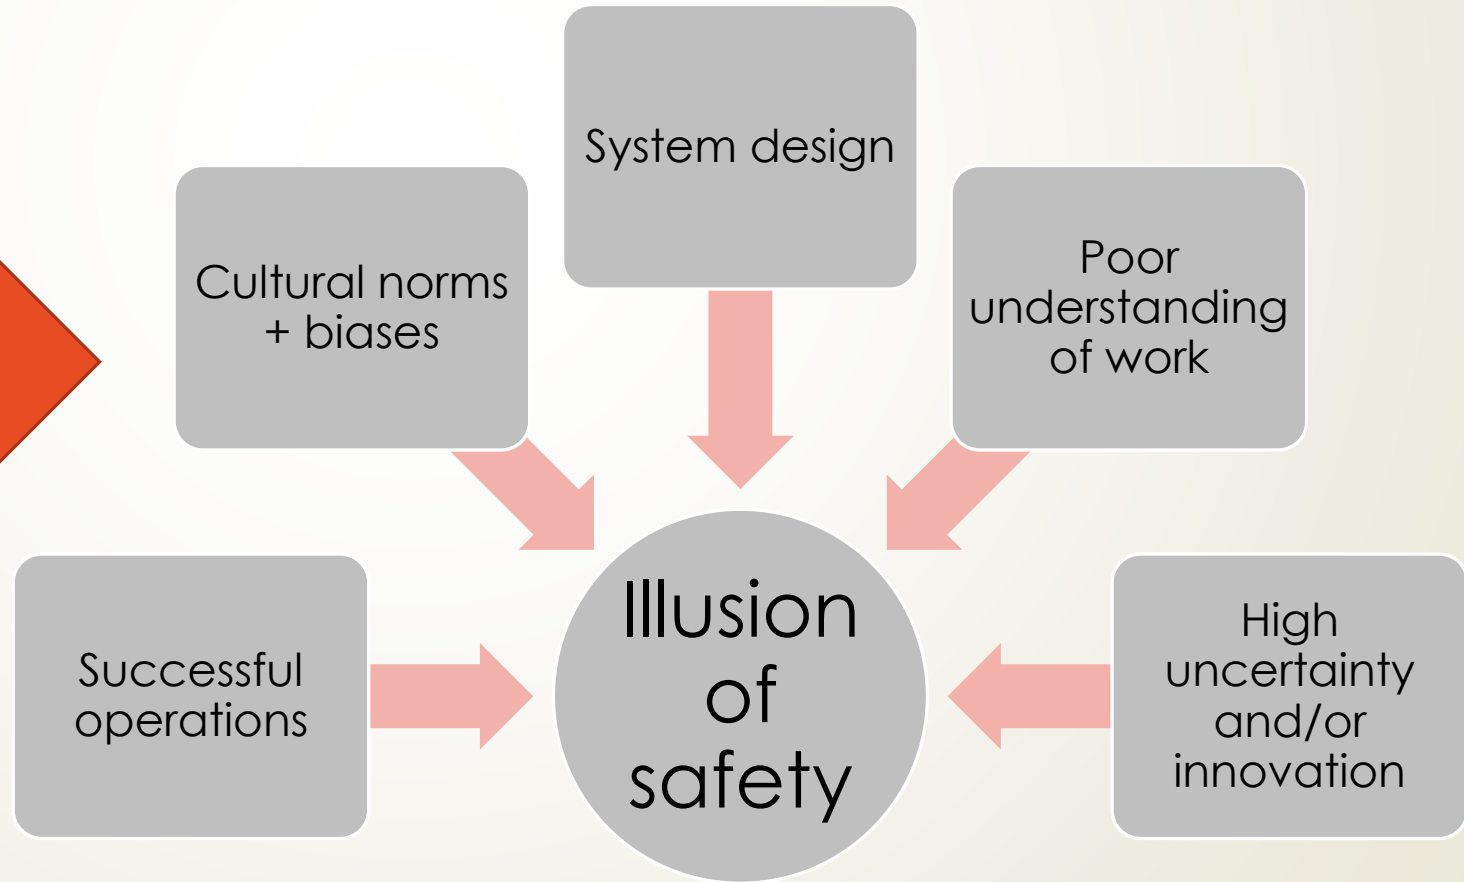 System design
Cultural norms
+ biases
Poor
understanding
of work
Successful
operations
Illusion
of
safety
High
uncertainty
and/or
innovation